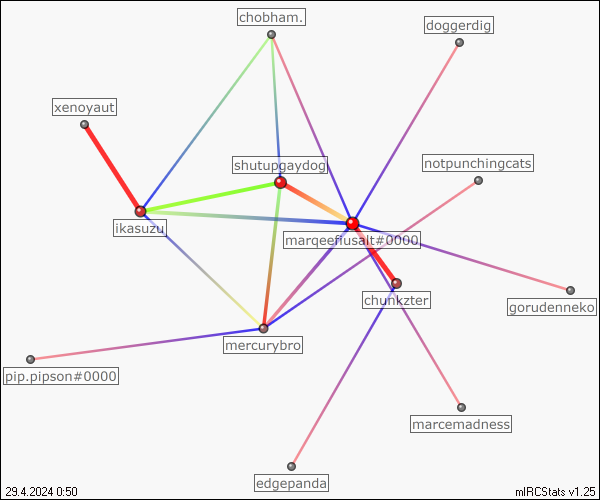 chobham.
doggerdig
xenoyaut
shutupgaydog
notpunchingcats
ikasuzu
marqeefiusalt#0000
chunkzter
gorudenneko
mercurybro
pip.pipson#0000
marcemadness
edgepanda
29.4.2024 0:50
mIRCStats v1.25